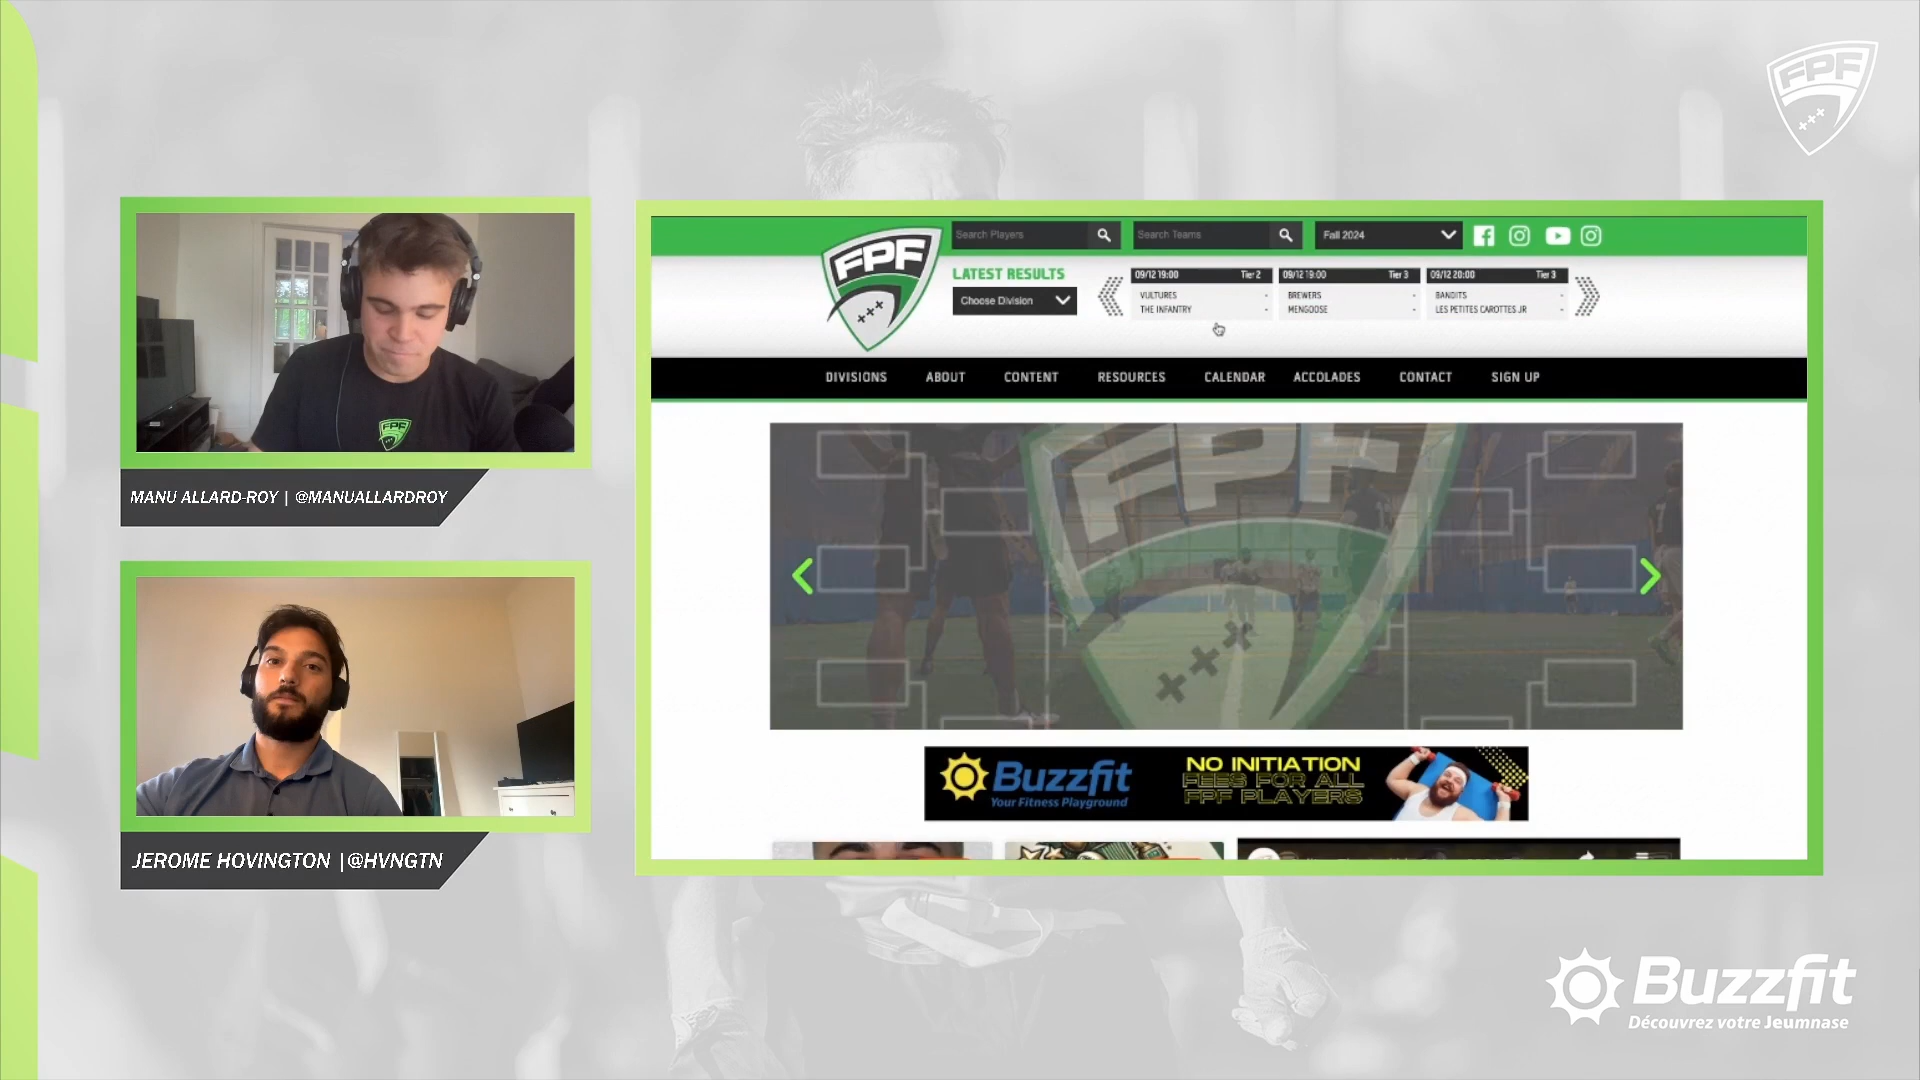 FPF
Search Players
Search Teams
Fall 2024
FPF
LATEST RESULTS
Choose Division
09/12 19:00 Tier 2
VULTURES -
THE INFANTRY -
09/12 19:00 Tier 3
BREWERS -
MENGOOSE -
09/12 20:00 Tier 3
BANDITS -
LES PETITES CAROTTES JR -
DIVISIONS ABOUT CONTENT RESOURCES CALENDAR ACCOLADES CONTACT SIGN UP
FPF
FPF
MANU ALLARD-ROY | @MANUALLARDROY
Buzzfit
Your Fitness Playground
NO INITIATION
FEES FOR ALL
FPF PLAYERS
JEROME HOVINGTON |@HVNGTN
Buzzfit
Découvrez votre Jeumnase